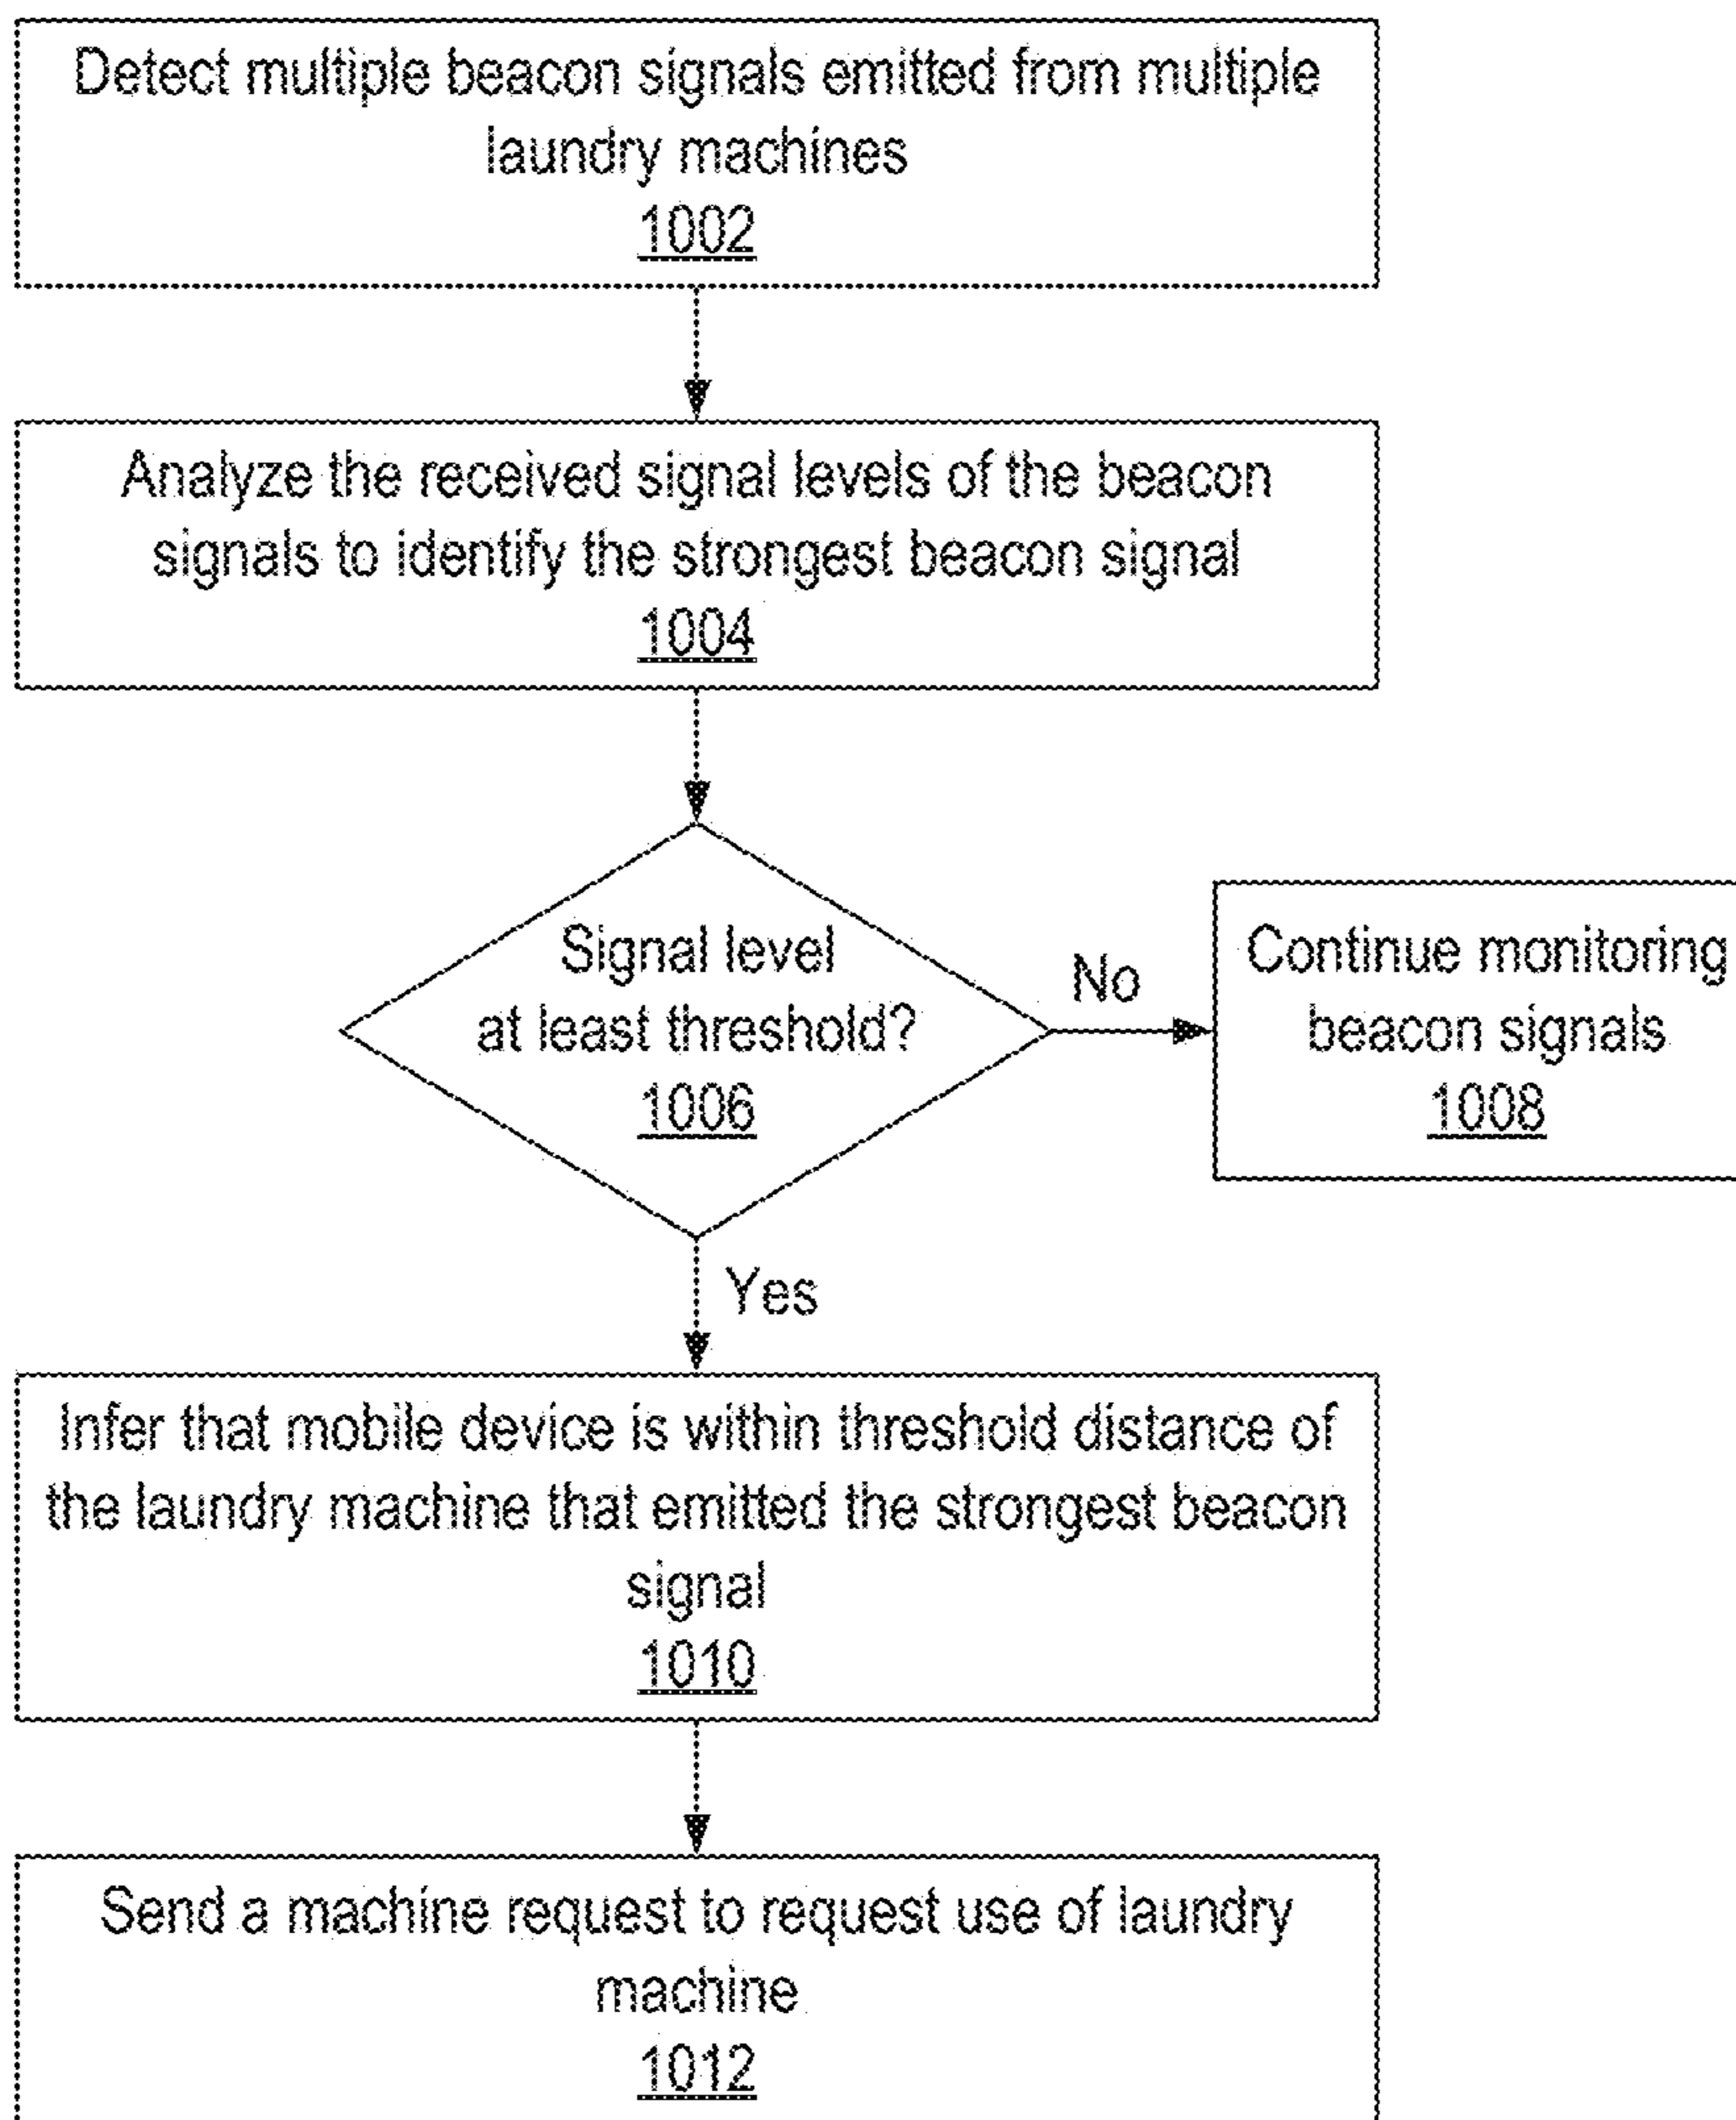 Detect multiple beacon signals emitted from multiple
laundry machines
1002
Analyze the received signal levels of the beacon
signals to identify the strongest beacon signal
1004
Signal level
at least threshold?
1006
No
Continue monitoring
beacon signals
1008
Yes
Infer that mobile device is within threshold distance of
the laundry machine that emitted the strongest beacon
signal
1010
Send a machine request to request use of laundry
machine
1012